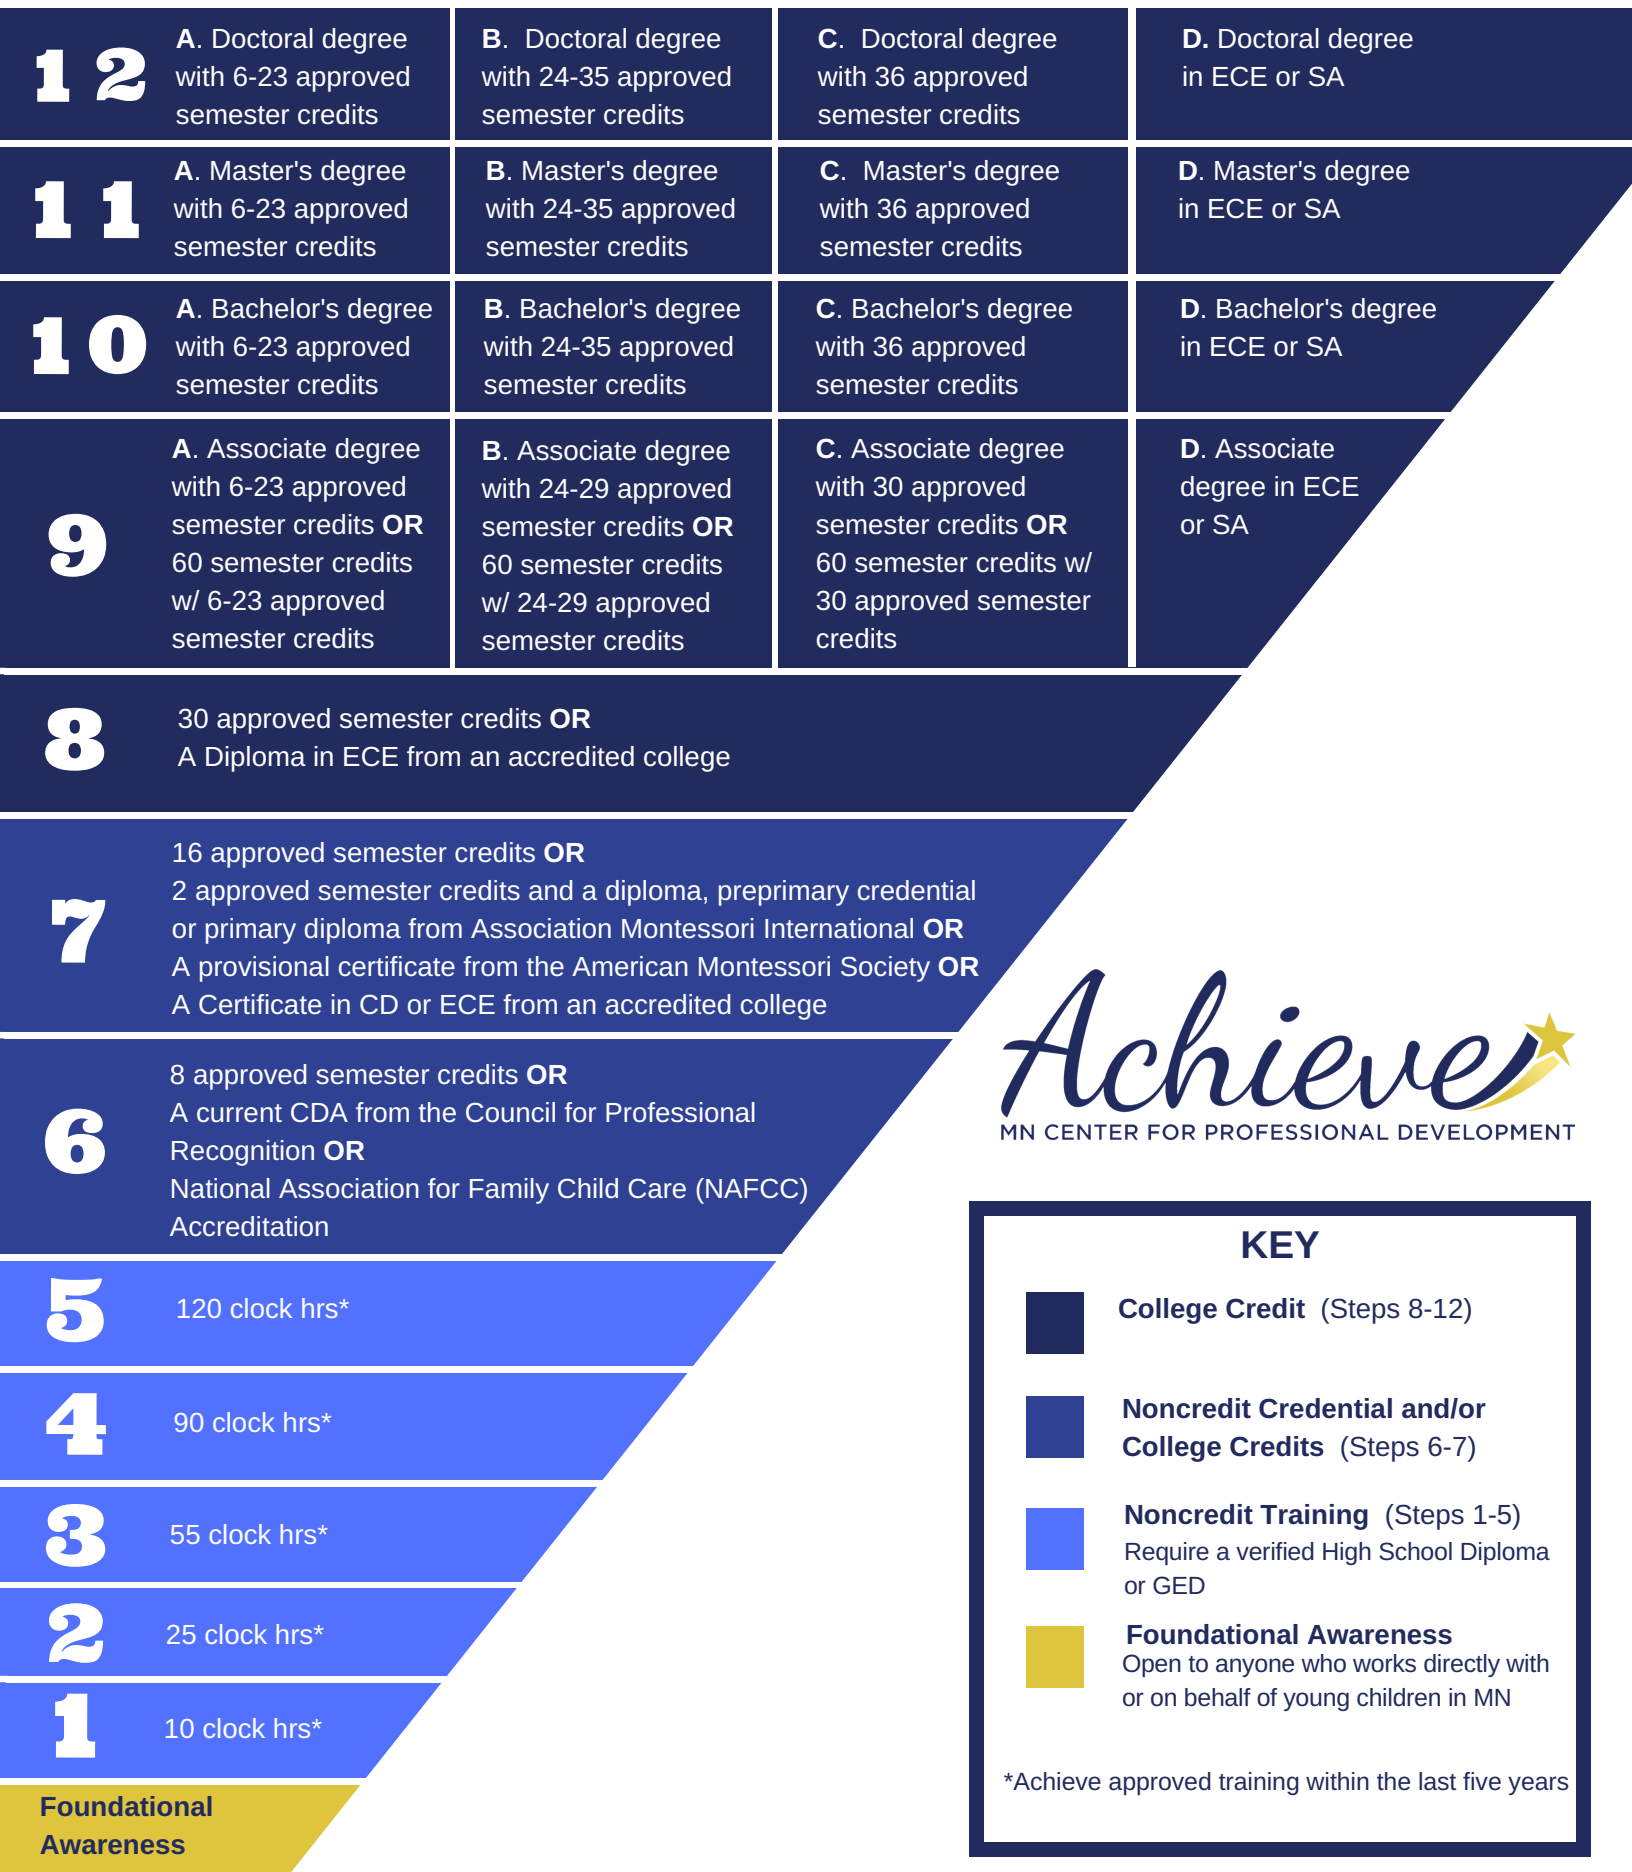 12
A. Doctoral degree
with 6-23 approved
semester credits
B.  Doctoral degree
with 24-35 approved
semester credits
C.  Doctoral degree
with 36 approved
semester credits
D. Doctoral degree
in ECE or SA
11
A. Master's degree
with 6-23 approved
semester credits
B. Master's degree
with 24-35 approved
semester credits
C.  Master's degree
with 36 approved
semester credits
D. Master's degree
in ECE or SA
10
A. Bachelor's degree
with 6-23 approved
semester credits
B. Bachelor's degree
with 24-35 approved
semester credits
C. Bachelor's degree
with 36 approved
semester credits
D. Bachelor's degree
in ECE or SA
9
A. Associate degree
with 6-23 approved
semester credits OR
60 semester credits
w/ 6-23 approved
semester credits
B. Associate degree
with 24-29 approved
semester credits OR
60 semester credits
w/ 24-29 approved
semester credits
C. Associate degree
with 30 approved
semester credits OR
60 semester credits w/
30 approved semester
credits
D. Associate
degree in ECE
or SA
8
30 approved semester credits OR
A Diploma in ECE from an accredited college
7
16 approved semester credits OR
2 approved semester credits and a diploma, preprimary credential
or primary diploma from Association Montessori International OR
A provisional certificate from the American Montessori Society OR
A Certificate in CD or ECE from an accredited college
6
8 approved semester credits OR
A current CDA from the Council for Professional
Recognition OR
National Association for Family Child Care (NAFCC)
Accreditation
5
120 clock hrs*
4
90 clock hrs*
3
55 clock hrs*
2
25 clock hrs*
1
10 clock hrs*
Foundational
Awareness
Achieve
MN CENTER FOR PROFESSIONAL DEVELOPMENT
KEY
College Credit  (Steps 8-12)
Noncredit Credential and/or
College Credits  (Steps 6-7)
Noncredit Training  (Steps 1-5)
Require a verified High School Diploma
or GED
Foundational Awareness
Open to anyone who works directly with
or on behalf of young children in MN
*Achieve approved training within the last five years